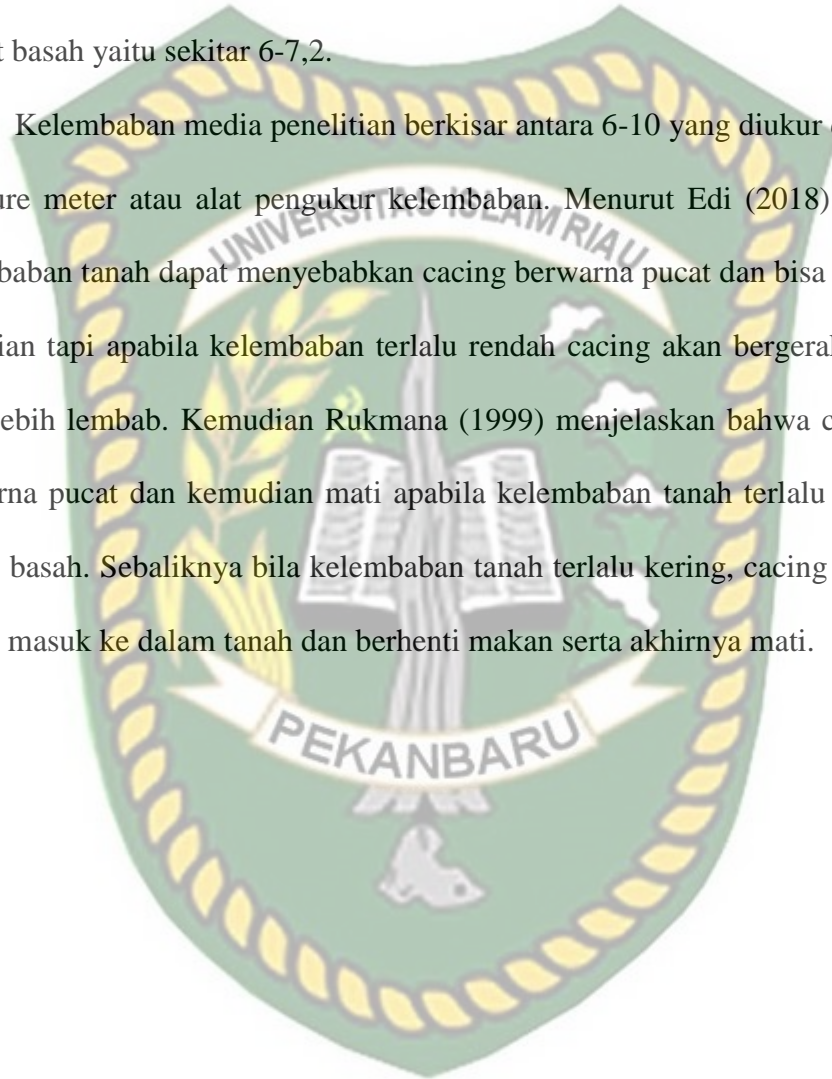 t basah yaitu sekitar 6-7,2.
Kelembaban media penelitian berkisar antara 6-10 yang diukur
ure meter atau alat pengukur kelembaban. Menurut Edi (2018)
baban tanah dapat menyebabkan cacing berwarna pucat dan bisa
ian tapi apabila kelembaban terlalu rendah cacing akan bergerak
ebih lembab. Kemudian Rukmana (1999) menjelaskan bahwa c
rna pucat dan kemudian mati apabila kelembaban tanah terlalu
basah. Sebaliknya bila kelembaban tanah terlalu kering, cacing
masuk ke dalam tanah dan berhenti makan serta akhirnya mati.
UNIVERSITAS ISLAM RIAU
PEKANBARU